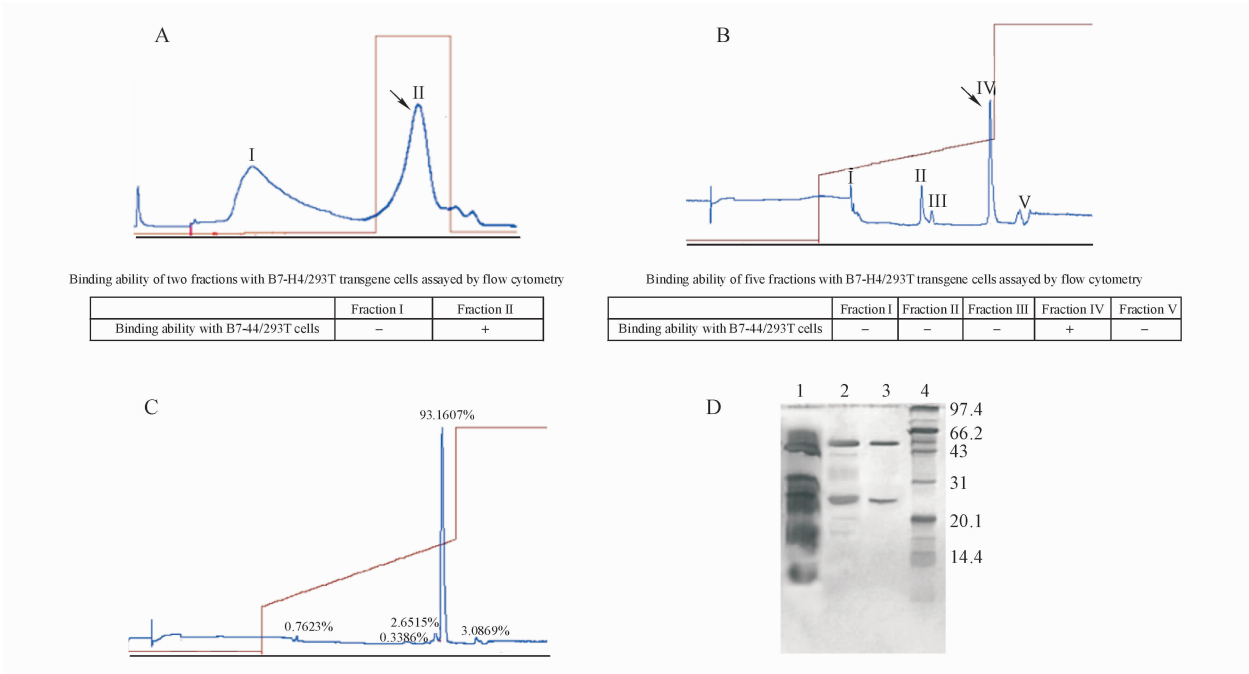 A
I
II
Binding ability of two fractions with B7-H4/293T transgene cells assayed by flow cytometry
Fraction I Fraction II
Binding ability with B7-44/293T cells − +
B
I
II
III
IV
V
Binding ability of five fractions with B7-H4/293T transgene cells assayed by flow cytometry
Fraction I Fraction II Fraction III Fraction IV Fraction V
Binding ability with B7-44/293T cells − − − + −
C
93.1607%
0.7623%
2.6515%
0.3386%
3.0869%
D
1 2 3 4
97.4
66.2
43
31
20.1
14.4